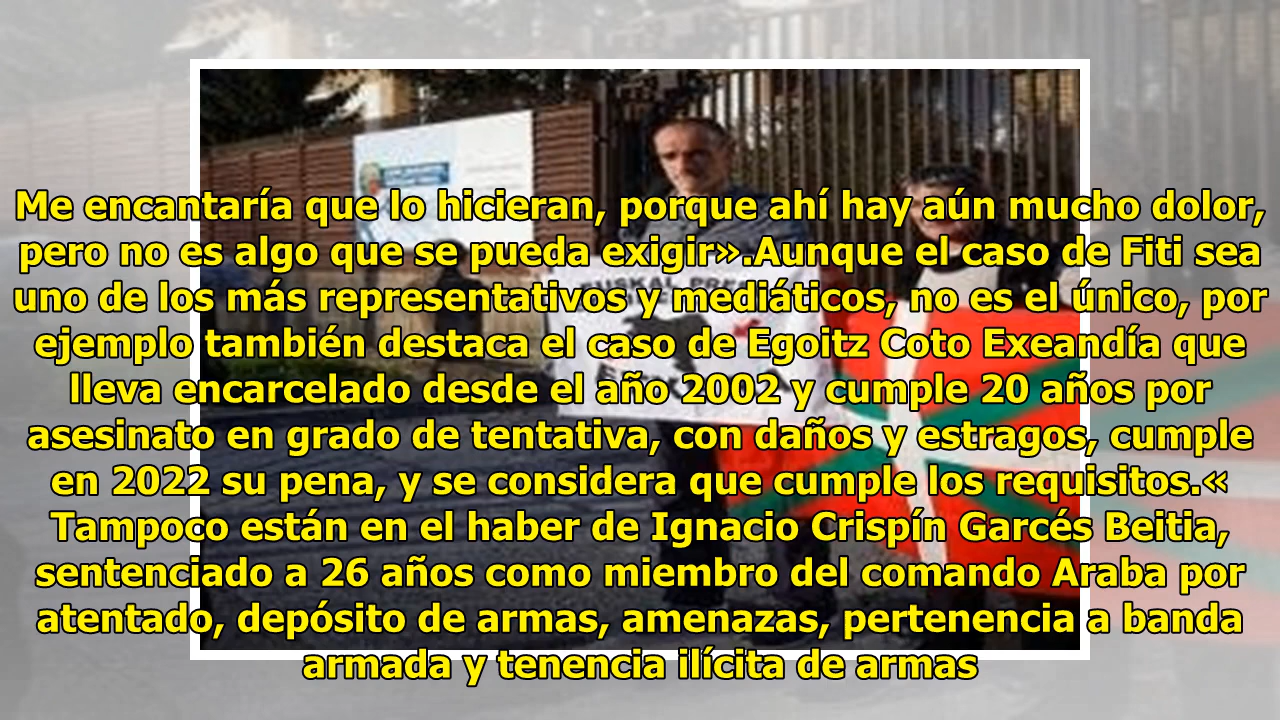 Me encantaría que lo hicieran, porque ahí hay aún mucho dolor,
pero no es algo que se pueda exigir».Aunque el caso de Fiti sea
uno de los más representativos y mediáticos, no es el único, por
ejemplo también destaca el caso de Egoitz Coto Exeandía que
lleva encarcelado desde el año 2002 y cumple 20 años por
asesinato en grado de tentativa, con daños y estragos, cumple
en 2022 su pena, y se considera que cumple los requisitos.«
Tampoco están en el haber de Ignacio Crispín Garcés Beitia,
sentenciado a 26 años como miembro del comando Araba por
atentado, depósito de armas, amenazas, pertenencia a banda
armada y tenencia ilícita de armas
EUSKAL PRES